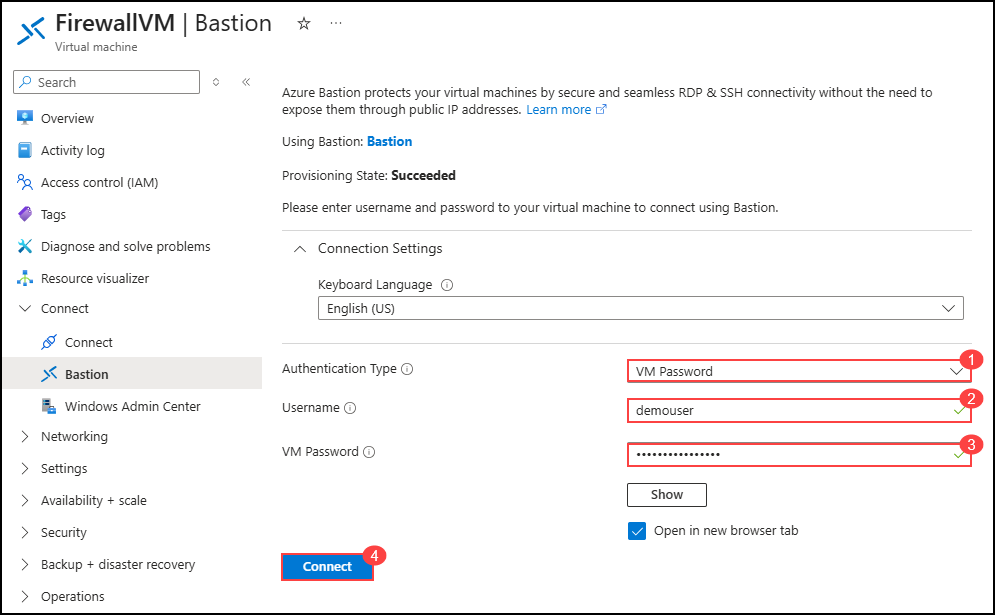 FirewallVM | Bastion
Virtual machine
Search
Overview
Activity log
Access control (IAM)
Tags
Diagnose and solve problems
Resource visualizer
Connect
Connect
Bastion
Windows Admin Center
Networking
Settings
Availability + scale
Security
Backup + disaster recovery
Operations
Azure Bastion protects your virtual machines by secure and seamless RDP & SSH connectivity without the need to
expose them through public IP addresses. Learn more
Using Bastion: Bastion
Provisioning State: Succeeded
Please enter username and password to your virtual machine to connect using Bastion.
Connection Settings
Keyboard Language
English (US)
Authentication Type
VM Password
1
Username
demouser
2
VM Password
••••••••••••••••
3
Show
Open in new browser tab
Connect
4